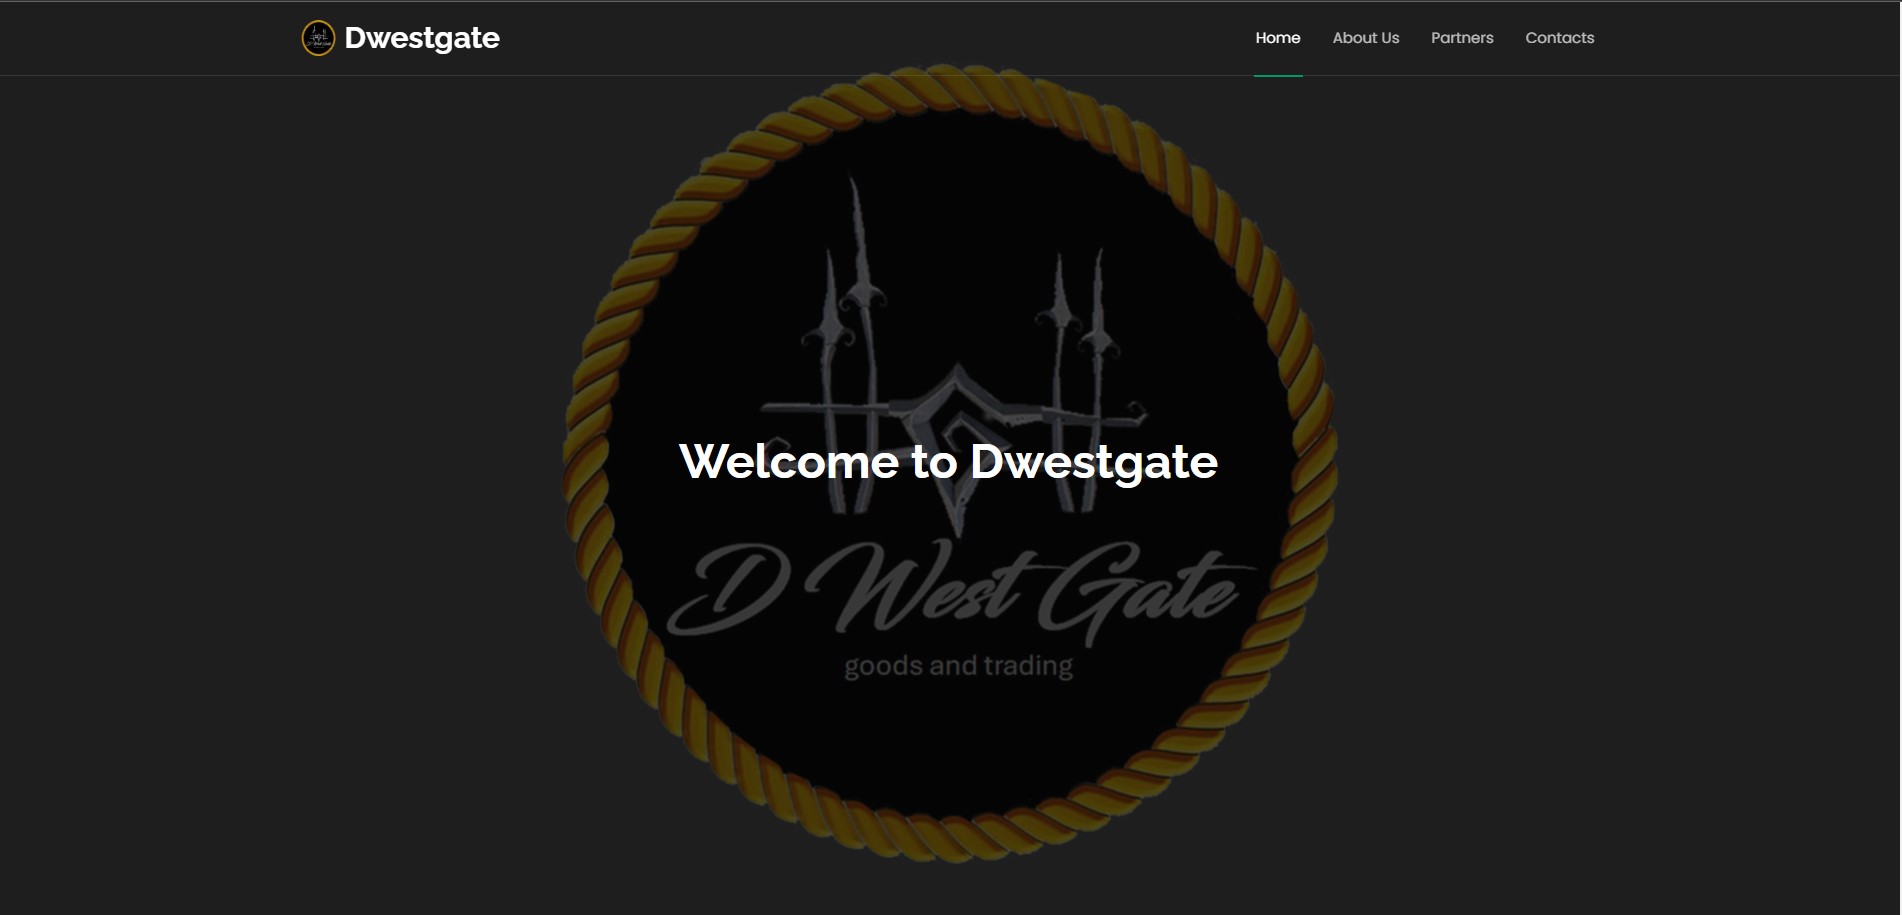 Dwestgate
Home About Us Partners Contacts
Welcome to Dwestgate
D West Gate
goods and trading